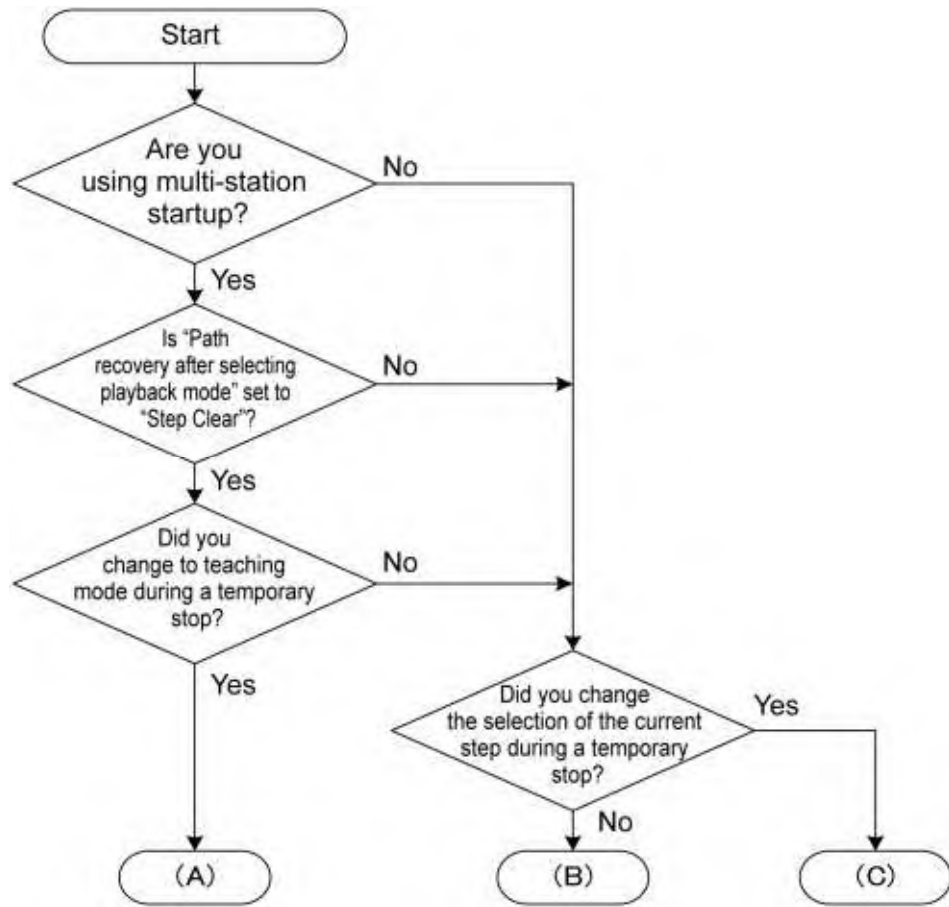 Start
Are you
using multi-station
startup?
No
Yes
Is “Path
recovery after selecting
playback mode” set to
“Step Clear”?
No
Yes
Did you
change to teaching
mode during a temporary
stop?
No
Yes
Did you change
the selection of the current
step during a temporary
stop?
Yes
No
(A)
(B)
(C)